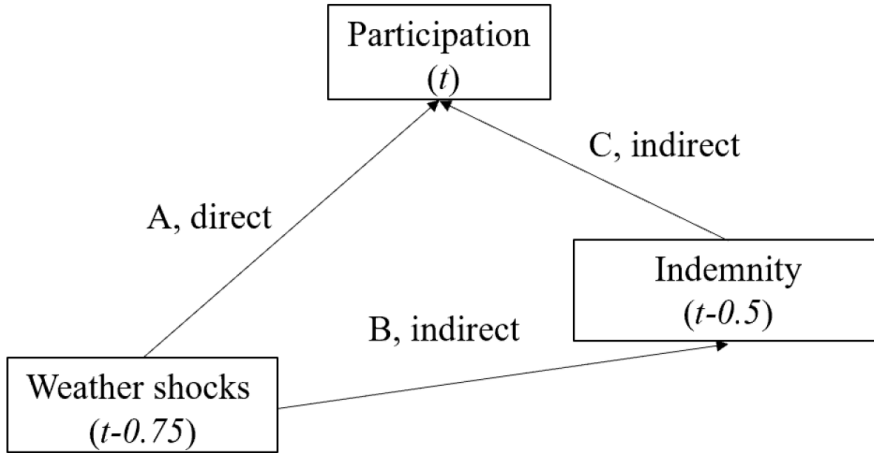 Participation
(t)
C, indirect
A, direct
Indemnity
(t-0.5)
B, indirect
Weather shocks
(t-0.75)